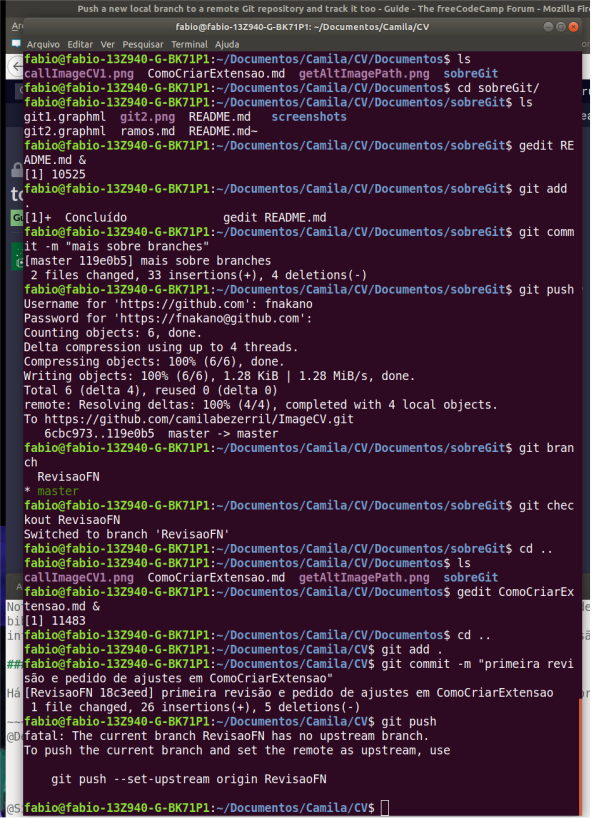 Push a new local branch to a remote Git repository and track it too - Guide - The freeCodeCamp Forum - Mozilla Fire
fabio@fabio-13Z940-G-BK71P1: ~/Documentos/Camila/CV
Arquivo Editar Ver Pesquisar Terminal Ajuda
fabio@fabio-13Z940-G-BK71P1:~/Documentos/Camila/CV/Documentos$ ls
callImageCV1.png ComoCriarExtensao.md getAltImagePath.png sobreGit
fabio@fabio-13Z940-G-BK71P1:~/Documentos/Camila/CV/Documentos$ cd sobreGit/
fabio@fabio-13Z940-G-BK71P1:~/Documentos/Camila/CV/Documentos/sobreGit$ ls
git1.graphml git2.png README.md screenshots
git2.graphml ramos.md README.md~
fabio@fabio-13Z940-G-BK71P1:~/Documentos/Camila/CV/Documentos/sobreGit$ gedit RE
ADME.md &
[1] 10525
fabio@fabio-13Z940-G-BK71P1:~/Documentos/Camila/CV/Documentos/sobreGit$ git add
.
[1]+ Concluído gedit README.md
fabio@fabio-13Z940-G-BK71P1:~/Documentos/Camila/CV/Documentos/sobreGit$ git comm
it -m "mais sobre branches"
[master 119e0b5] mais sobre branches
2 files changed, 33 insertions(+), 4 deletions(-)
fabio@fabio-13Z940-G-BK71P1:~/Documentos/Camila/CV/Documentos/sobreGit$ git push
Username for 'https://github.com': fnakano
Password for 'https://fnakano@github.com':
Counting objects: 6, done.
Delta compression using up to 4 threads.
Compressing objects: 100% (6/6), done.
Writing objects: 100% (6/6), 1.28 KiB | 1.28 MiB/s, done.
Total 6 (delta 4), reused 0 (delta 0)
remote: Resolving deltas: 100% (4/4), completed with 4 local objects.
To https://github.com/camilabezerril/ImageCV.git
6cbc973..119e0b5 master -> master
fabio@fabio-13Z940-G-BK71P1:~/Documentos/Camila/CV/Documentos/sobreGit$ git bran
ch
RevisaoFN
* master
fabio@fabio-13Z940-G-BK71P1:~/Documentos/Camila/CV/Documentos/sobreGit$ git chec
kout RevisaoFN
Switched to branch 'RevisaoFN'
fabio@fabio-13Z940-G-BK71P1:~/Documentos/Camila/CV/Documentos/sobreGit$ cd ..
fabio@fabio-13Z940-G-BK71P1:~/Documentos/Camila/CV/Documentos$ ls
callImageCV1.png ComoCriarExtensao.md getAltImagePath.png sobreGit
fabio@fabio-13Z940-G-BK71P1:~/Documentos/Camila/CV/Documentos$ gedit ComoCriarEx
tensao.md &
[1] 11483
fabio@fabio-13Z940-G-BK71P1:~/Documentos/Camila/CV/Documentos$ cd ..
fabio@fabio-13Z940-G-BK71P1:~/Documentos/Camila/CV$ git add .
fabio@fabio-13Z940-G-BK71P1:~/Documentos/Camila/CV$ git commit -m "primeira revi
são e pedido de ajustes em ComoCriarExtensao"
[RevisaoFN 18c3eed] primeira revisão e pedido de ajustes em ComoCriarExtensao
1 file changed, 26 insertions(+), 5 deletions(-)
fabio@fabio-13Z940-G-BK71P1:~/Documentos/Camila/CV$ git push
fatal: The current branch RevisaoFN has no upstream branch.
To push the current branch and set the remote as upstream, use
git push --set-upstream origin RevisaoFN
fabio@fabio-13Z940-G-BK71P1:~/Documentos/Camila/CV$